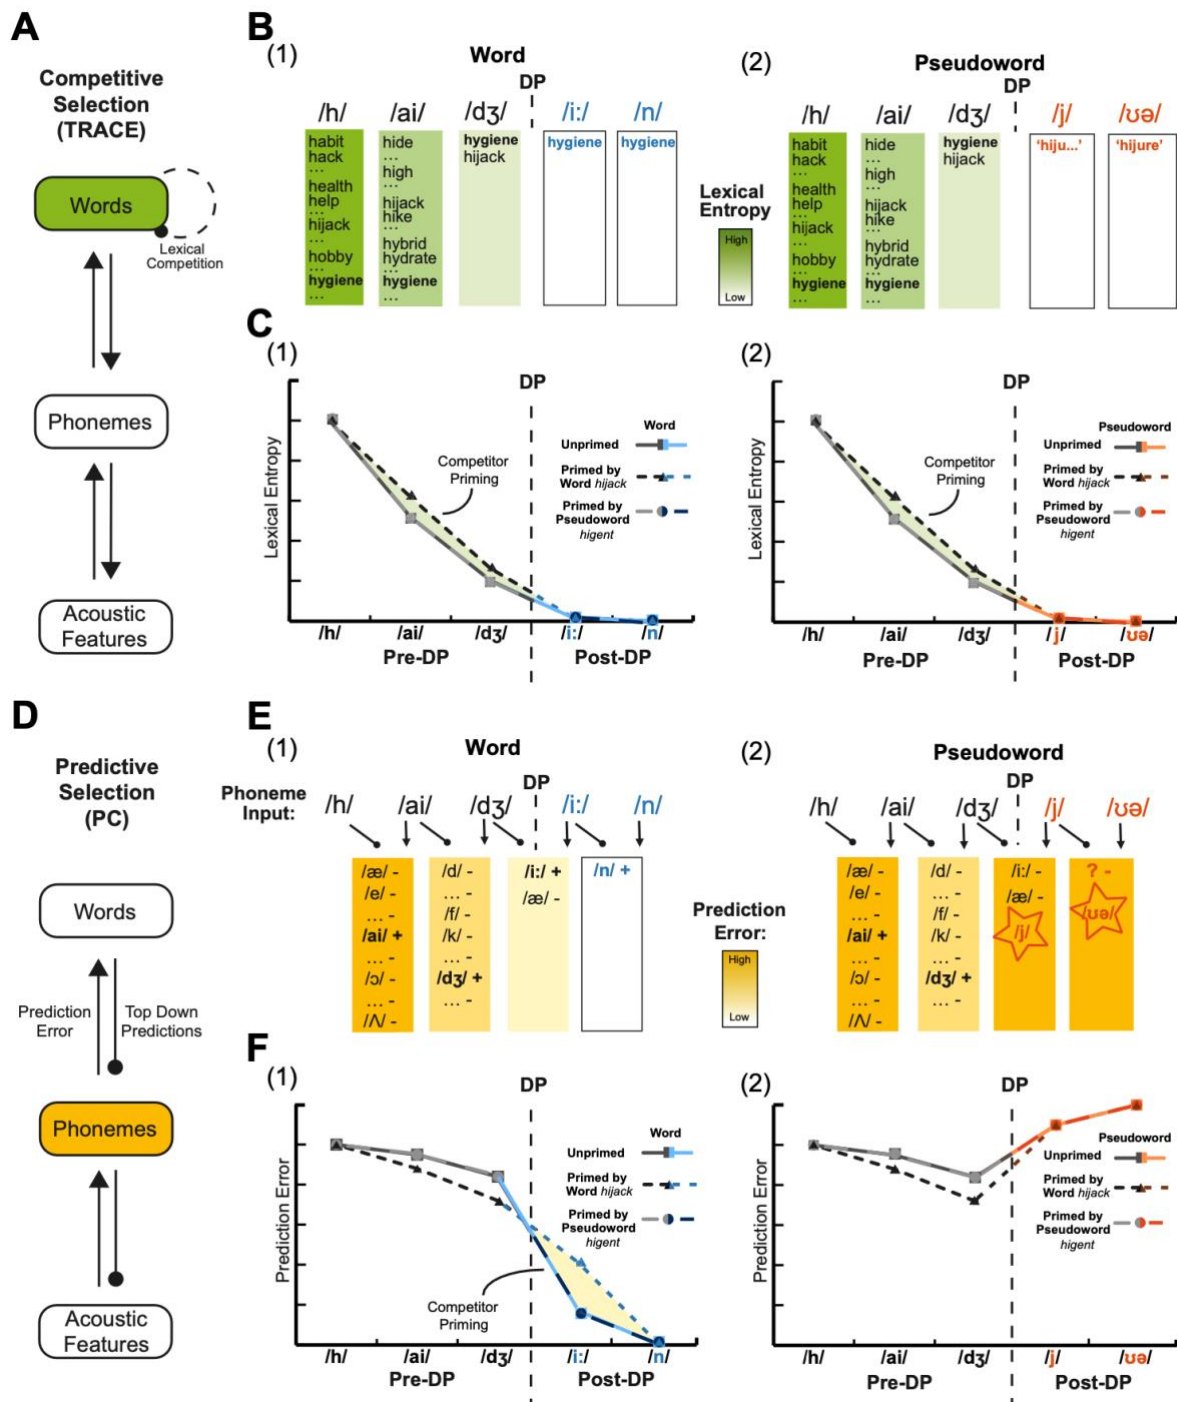 A
Competitive
Selection
(TRACE)
Words
Lexical
Competition
Phonemes
Acoustic
Features
B
(1)
Word
DP
/h/ /ai/ /dʒ/ /i:/ /n/
habit
hack
...
health
help
...
hijack
...
hobby
...
hygiene
...
hide
...
high
...
hijack
hike
...
hybrid
hydrate
...
hygiene
...
hygiene
hijack
hygiene
hygiene
Lexical
Entropy
High
Low
(2)
Pseudoword
DP
/h/ /ai/ /dʒ/ /j/ /ʊə/
habit
hack
...
health
help
...
hijack
...
hobby
...
hygiene
...
hide
...
high
...
hijack
hike
...
hybrid
hydrate
...
hygiene
...
hygiene
hijack
'hiju...'
'hijure'
C
(1)
DP
Lexical Entropy
Competitor
Priming
Word
Unprimed
Primed by
Word hijack
Primed by
Pseudoword
higent
/h/ /ai/ /dʒ/ /i:/ /n/
Pre-DP Post-DP
(2)
DP
Lexical Entropy
Competitor
Priming
Pseudoword
Unprimed
Primed by
Word hijack
Primed by
Pseudoword
higent
/h/ /ai/ /dʒ/ /j/ /ʊə/
Pre-DP Post-DP
D
Predictive
Selection
(PC)
Words
Prediction
Error
Top Down
Predictions
Phonemes
Acoustic
Features
E
(1)
Word
DP
Phoneme
Input:
/h/ /ai/ /dʒ/ /i:/ /n/
/æ/ -
/e/ -
... -
/ai/ +
... -
/ɔ/ -
... -
/Ʌ/ -
/d/ -
... -
/f/ -
/k/ -
... -
/dʒ/ +
... -
/i:/ +
/æ/ -
/n/ +
Prediction
Error:
High
Low
(2)
Pseudoword
DP
/h/ /ai/ /dʒ/ /j/ /ʊə/
/æ/ -
/e/ -
... -
/ai/ +
... -
/ɔ/ -
... -
/Ʌ/ -
/d/ -
... -
/f/ -
/k/ -
... -
/dʒ/ +
... -
/i:/ -
/æ/ -
/j/
? -
/ʊə/
F
(1)
DP
Prediction Error
Competitor
Priming
Word
Unprimed
Primed by
Word hijack
Primed by
Pseudoword
higent
/h/ /ai/ /dʒ/ /i:/ /n/
Pre-DP Post-DP
(2)
DP
Prediction Error
Pseudoword
Unprimed
Primed by
Word hijack
Primed by
Pseudoword
higent
/h/ /ai/ /dʒ/ /j/ /ʊə/
Pre-DP Post-DP